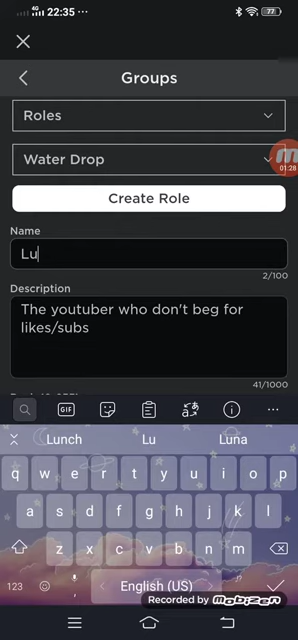 4G 22:35 77
Groups
Roles
Water Drop
01:28
Create Role
Name
Lu
2/100
Description
The youtuber who don't beg for
likes/subs
41/1000
GIF
Lunch Lu Luna
q w e r t y u i o p
a s d f g h j k l
z x c v b n m
123 English (US)
Recorded by mobizen